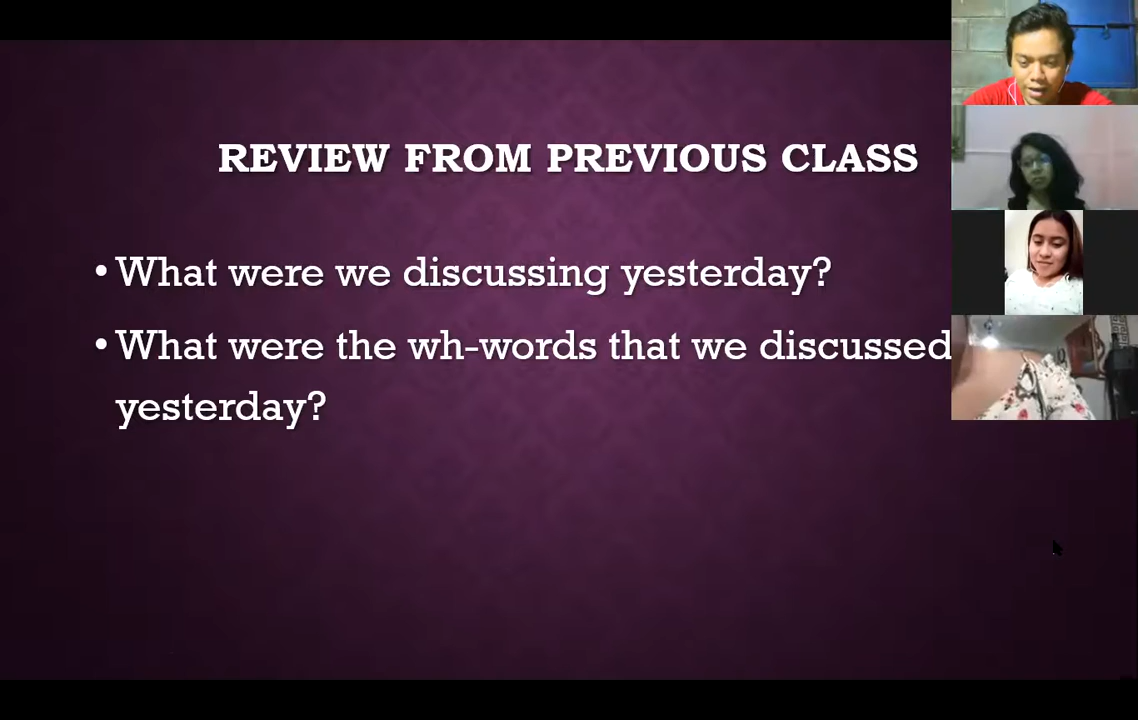 REVIEW FROM PREVIOUS CLASS
• What were we discussing yesterday?
• What were the wh-words that we discussed
yesterday?